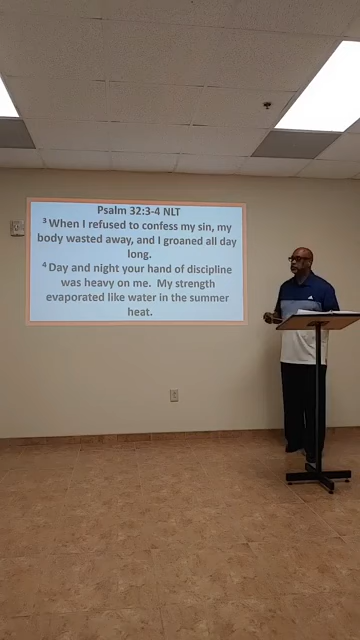 Psalm 32:3-4 NLT
3 When I refused to confess my sin, my
body wasted away, and I groaned all day
long.
4 Day and night your hand of discipline
was heavy on me. My strength
evaporated like water in the summer
heat.